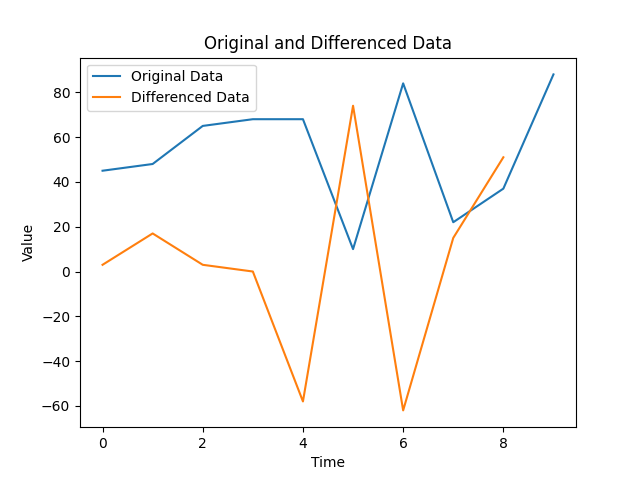 Original and Differenced Data
Original Data
Differenced Data
80
60
40
20
0
−20
−40
−60
Value
0 2 4 6 8
Time